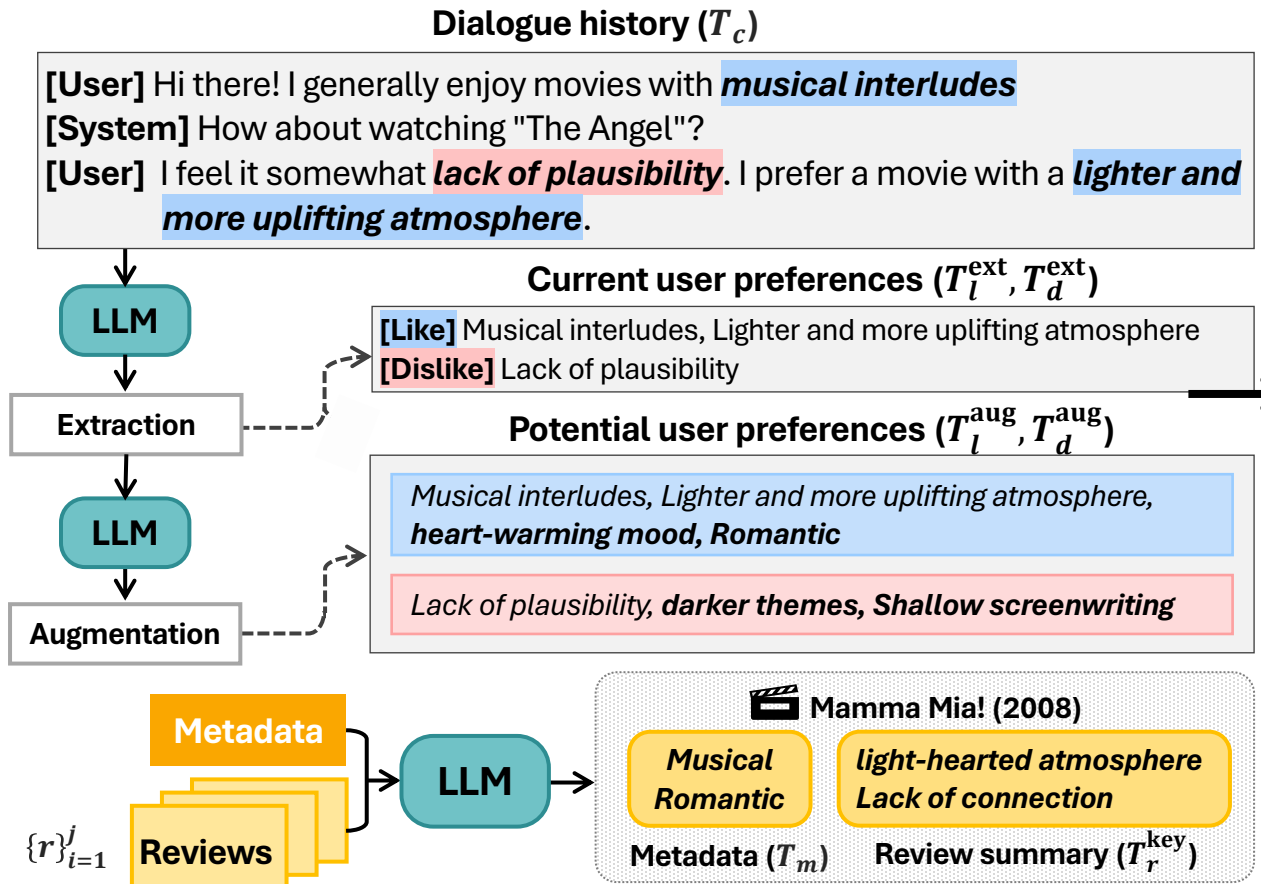 Dialogue history (T_c)
[User] Hi there! I generally enjoy movies with musical interludes
[System] How about watching "The Angel"?
[User] I feel it somewhat lack of plausibility. I prefer a movie with a lighter and
more uplifting atmosphere.
LLM
Extraction
LLM
Augmentation
Current user preferences (T_l^ext, T_d^ext)
[Like] Musical interludes, Lighter and more uplifting atmosphere
[Dislike] Lack of plausibility
Potential user preferences (T_l^aug, T_d^aug)
Musical interludes, Lighter and more uplifting atmosphere,
heart-warming mood, Romantic
Lack of plausibility, darker themes, Shallow screenwriting
Metadata
{r}_{i=1}^j
Reviews
LLM
Mamma Mia! (2008)
Musical
Romantic
Metadata (T_m)
light-hearted atmosphere
Lack of connection
Review summary (T_r^key)